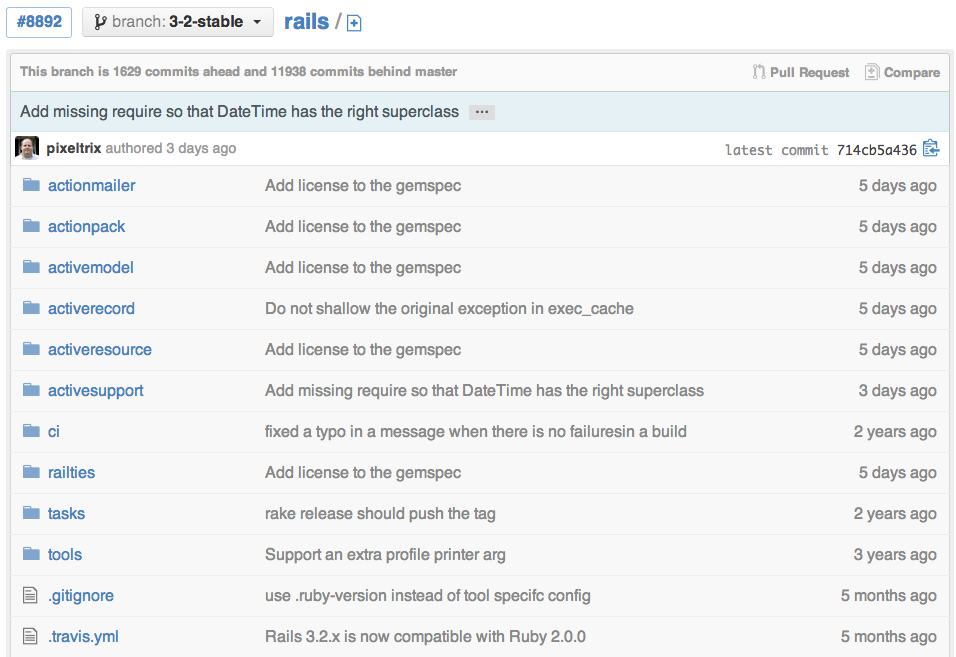 #8892 branch: 3-2-stable rails /
This branch is 1629 commits ahead and 11938 commits behind master Pull Request Compare
Add missing require so that DateTime has the right superclass ...
pixeltrix authored 3 days ago latest commit 714cb5a436
actionmailer Add license to the gemspec 5 days ago
actionpack Add license to the gemspec 5 days ago
activemodel Add license to the gemspec 5 days ago
activerecord Do not shallow the original exception in exec_cache 5 days ago
activeresource Add license to the gemspec 5 days ago
activesupport Add missing require so that DateTime has the right superclass 3 days ago
ci fixed a typo in a message when there is no failuresin a build 2 years ago
railties Add license to the gemspec 5 days ago
tasks rake release should push the tag 2 years ago
tools Support an extra profile printer arg 3 years ago
.gitignore use .ruby-version instead of tool specifc config 5 months ago
.travis.yml Rails 3.2.x is now compatible with Ruby 2.0.0 5 months ago